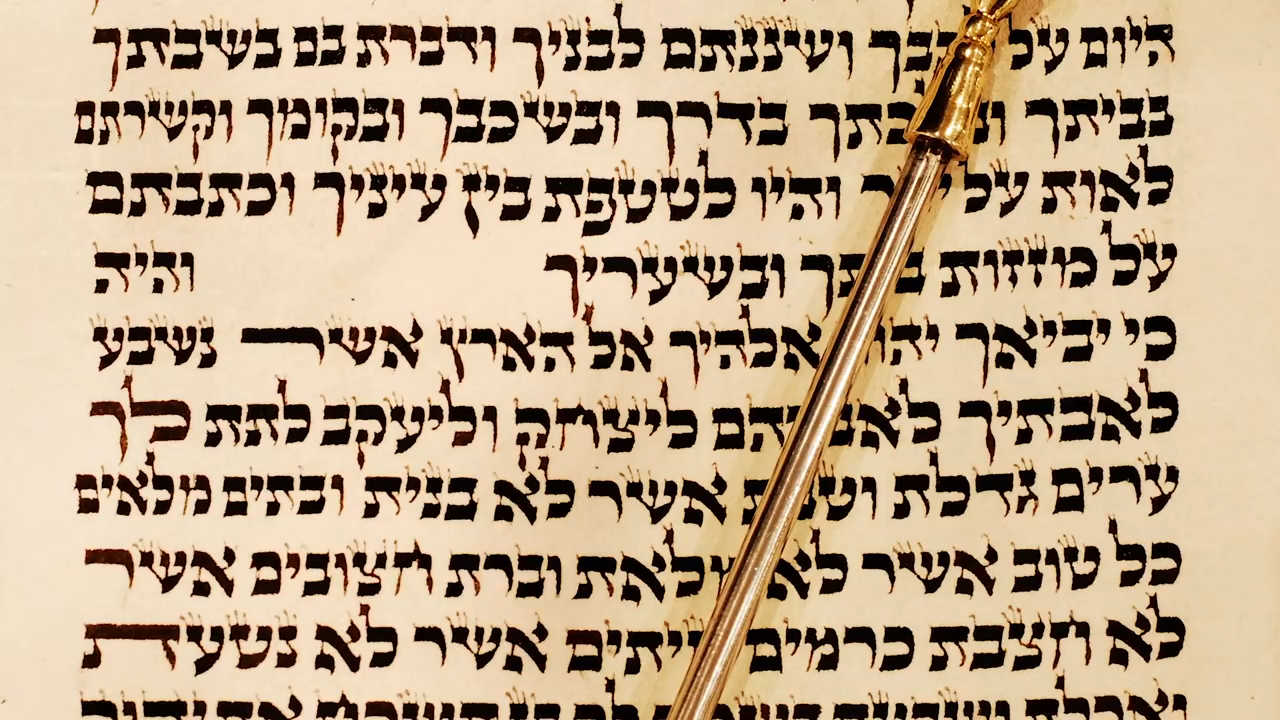 היום על ושננתם לבניך ודברת בם בשבתך
בביתך בדרך ובשכבך ובקומך וקשרתם
לאות על והיו לטטפת בין עיניך וכתבתם
על מזזות ובשעריך והיה
כי יביאך אלהיך אל הארץ אשר נשבע
לאבתיך ליצחק וליעקב לתת לך
ערים גדלת אשר לא בנית ובתים מלאים
כל טוב אשר לא וברת חצובים אשר
לא חצבת כרמים אשר לא נטעת